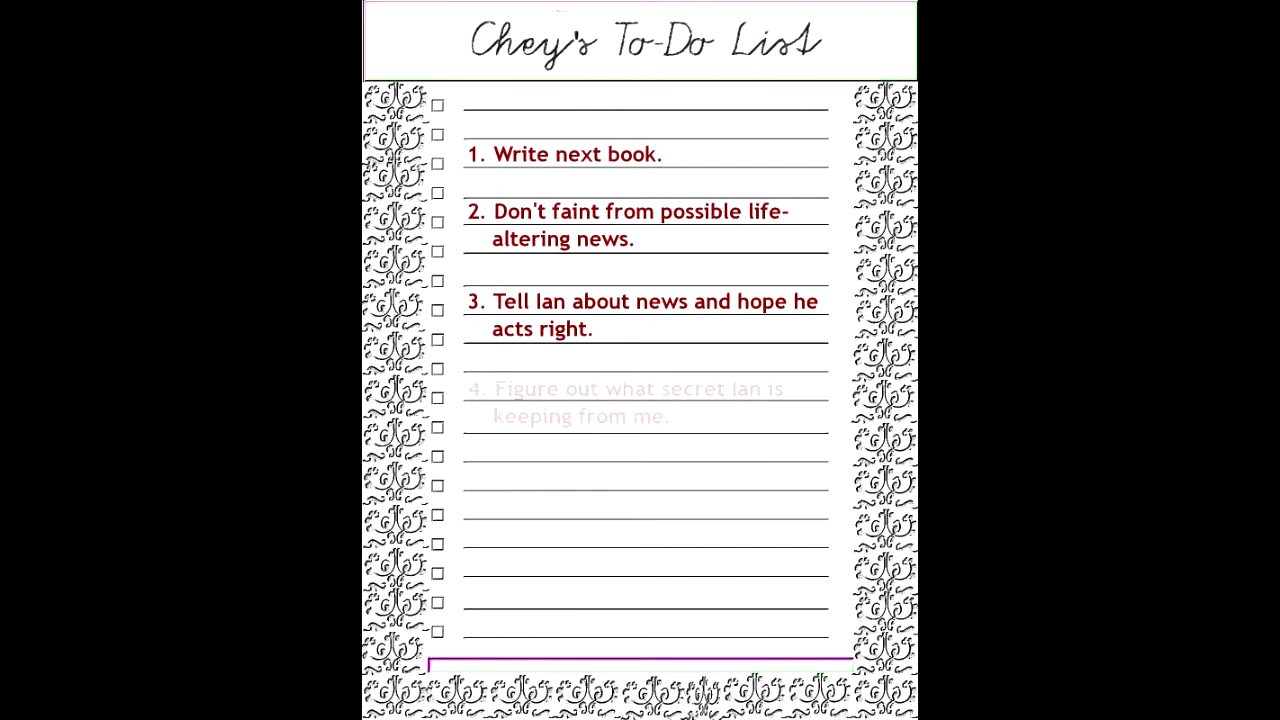 Chey's To-Do List
1. Write next book.
2. Don't faint from possible life-
altering news.
3. Tell Ian about news and hope he
acts right.
4. Figure out what secret Ian is
keeping from me.